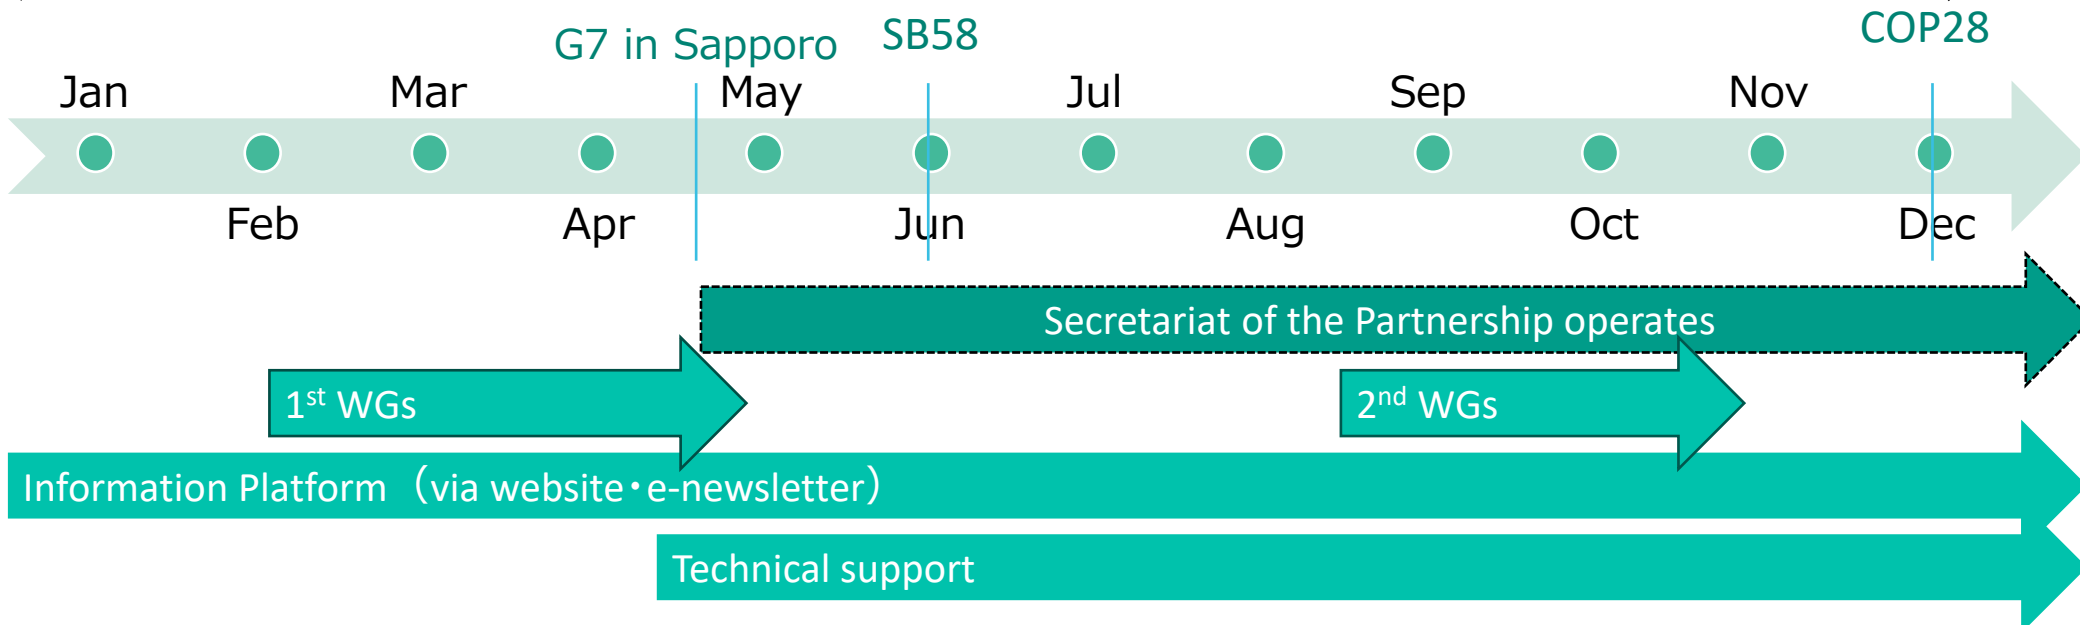 G7 in Sapporo
SB58
COP28
Jan
Mar
May
Jul
Sep
Nov
Feb
Apr
Jun
Aug
Oct
Dec
Secretariat of the Partnership operates
1st WGs
2nd WGs
Information Platform（via website・e-newsletter）
Technical support